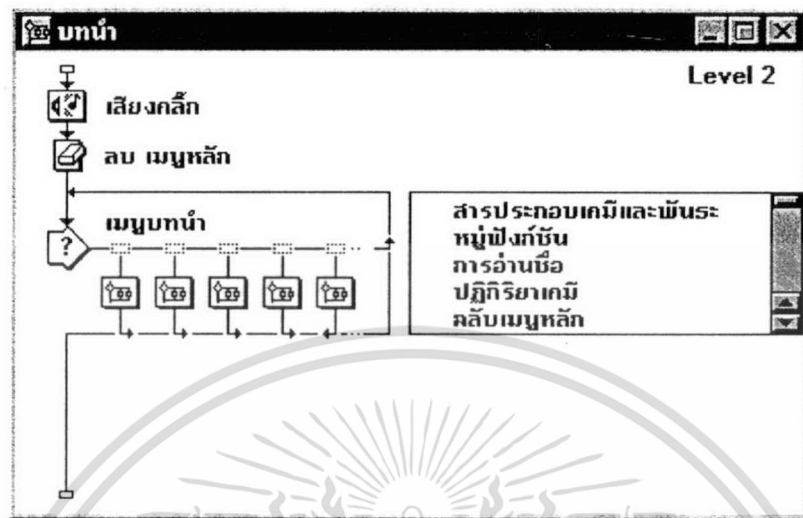 บทนำ
Level 2
เสียงคลิ๊ก
ลบ เมนูหลัก
เมนูบทนำ
?
สารประกอบเคมีและพันธะ
หมู่ฟังก์ชัน
การอ่านชื่อ
ปฏิกิริยาเคมี
กลับเมนูหลัก